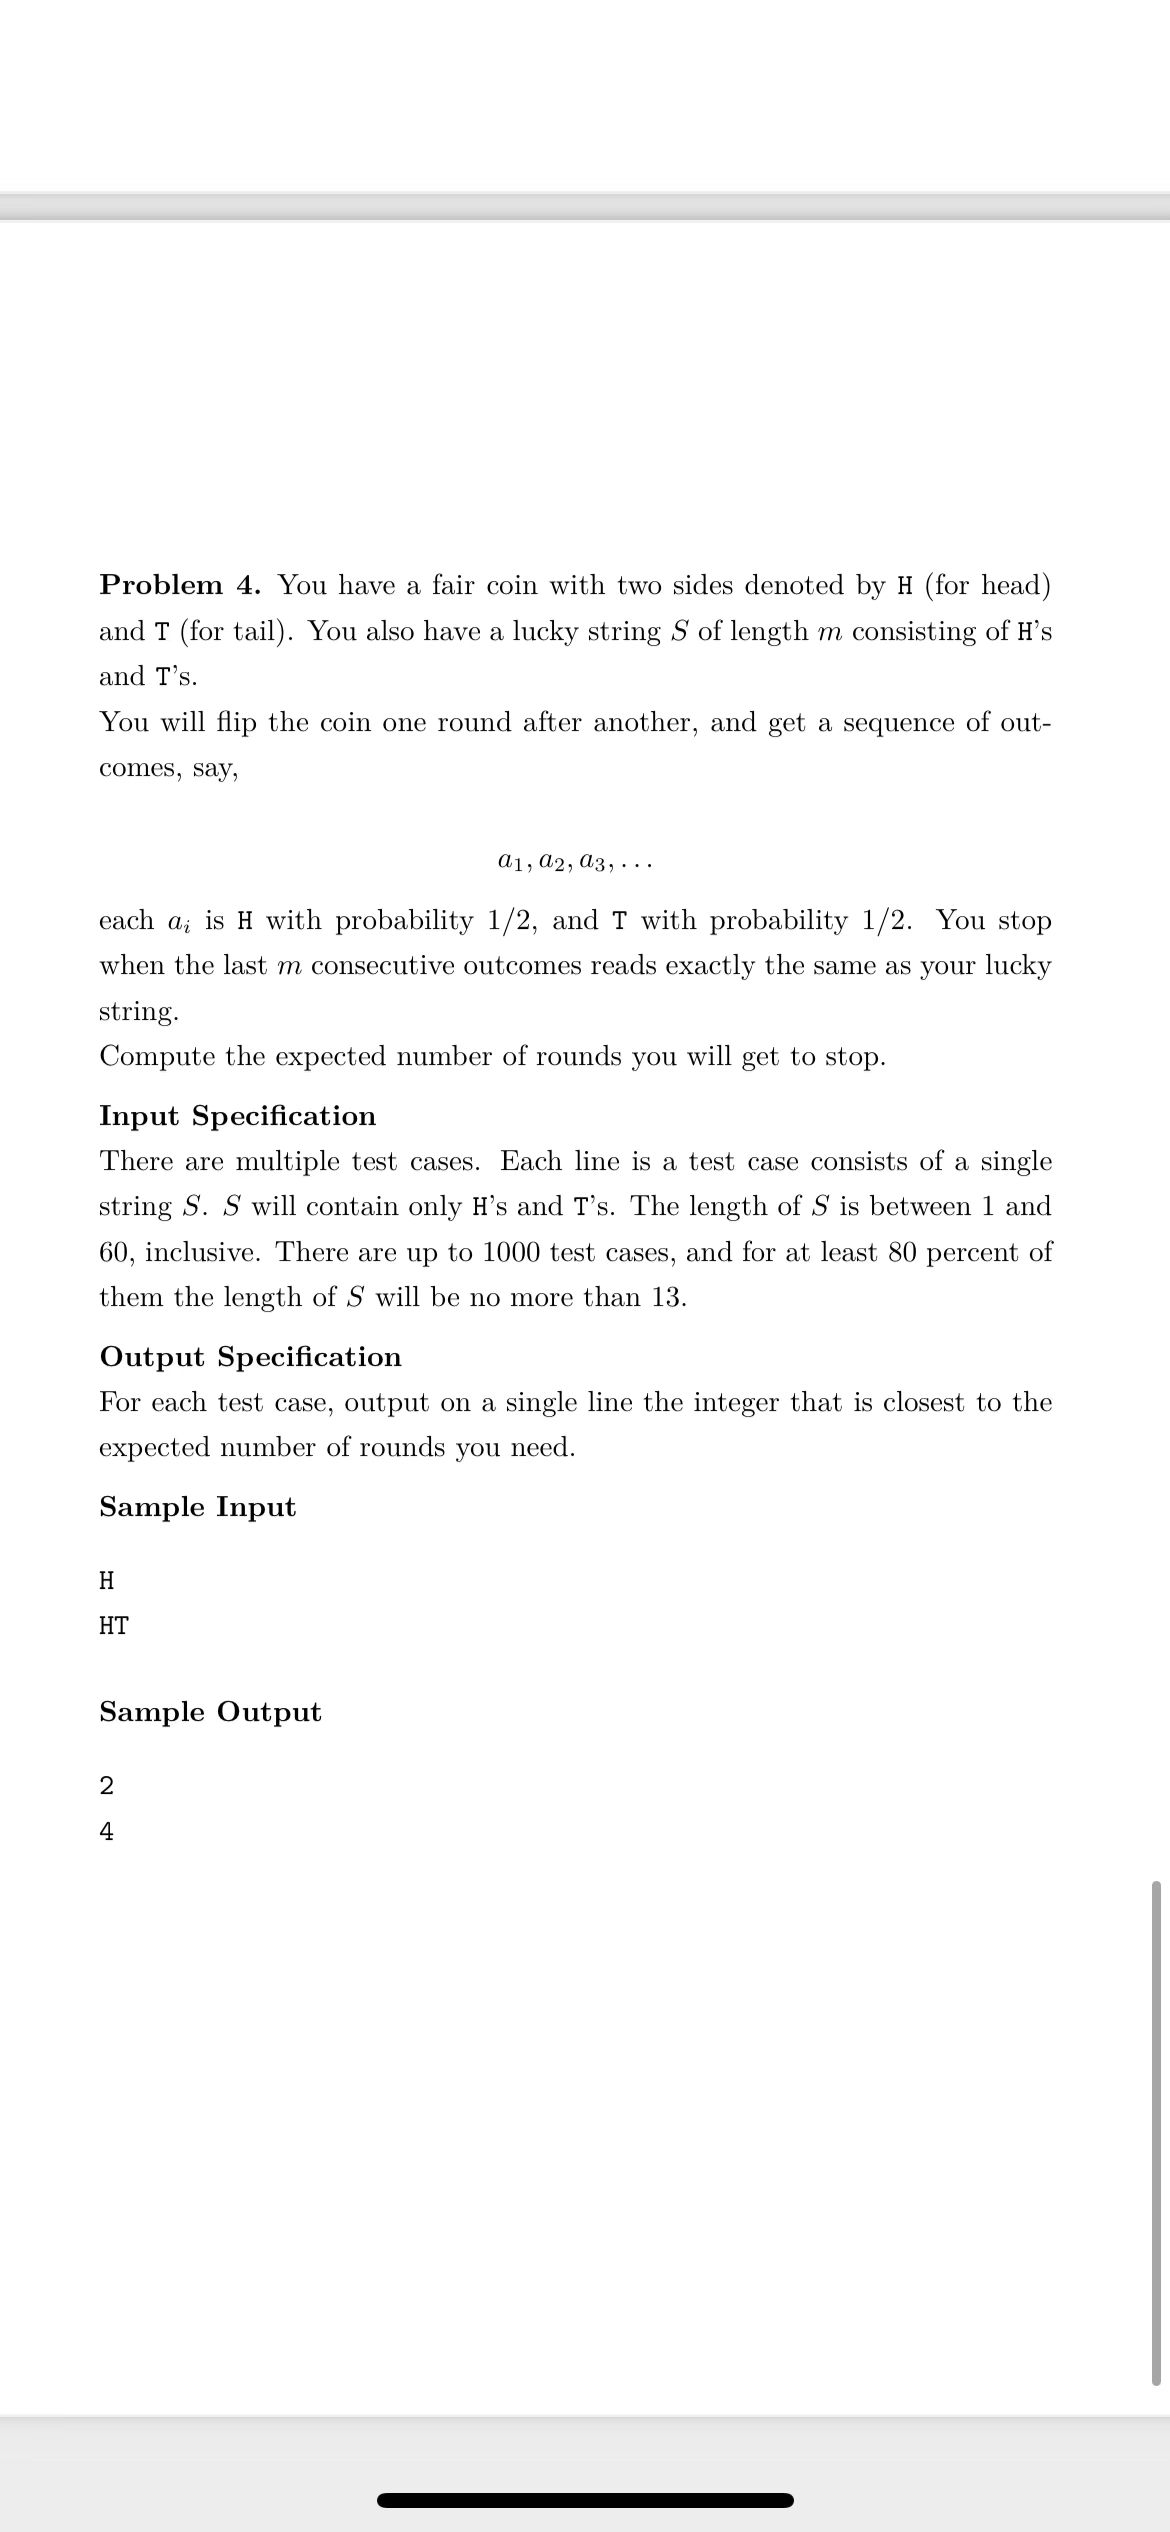 Problem 4. You have a fair coin with two sides denoted by H (for head)
and T (for tail). You also have a lucky string S of length m consisting of H's
and T's.
You will flip the coin one round after another, and get a sequence of out-
comes, say,
a₁, a₂, a₃, . . .
each aᵢ is H with probability 1/2, and T with probability 1/2. You stop
when the last m consecutive outcomes reads exactly the same as your lucky
string.
Compute the expected number of rounds you will get to stop.
Input Specification
There are multiple test cases. Each line is a test case consists of a single
string S. S will contain only H's and T's. The length of S is between 1 and
60, inclusive. There are up to 1000 test cases, and for at least 80 percent of
them the length of S will be no more than 13.
Output Specification
For each test case, output on a single line the integer that is closest to the
expected number of rounds you need.
Sample Input
H
HT
Sample Output
2
4